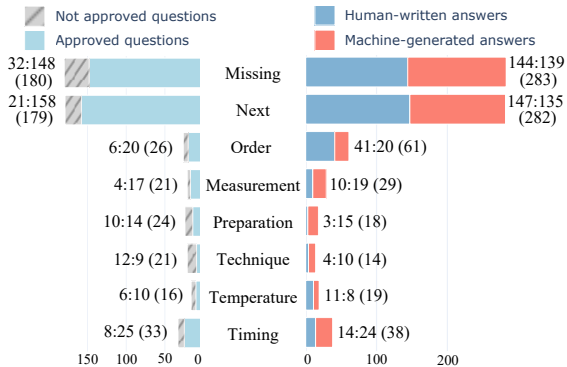 Not approved questions
Approved questions
Human-written answers
Machine-generated answers
32:148
(180)
Missing
144:139
(283)
21:158
(179)
Next
147:135
(282)
6:20 (26)
Order
41:20 (61)
4:17 (21)
Measurement
10:19 (29)
10:14 (24)
Preparation
3:15 (18)
12:9 (21)
Technique
4:10 (14)
6:10 (16)
Temperature
11:8 (19)
8:25 (33)
Timing
14:24 (38)
150 100 50 0
0 100 200